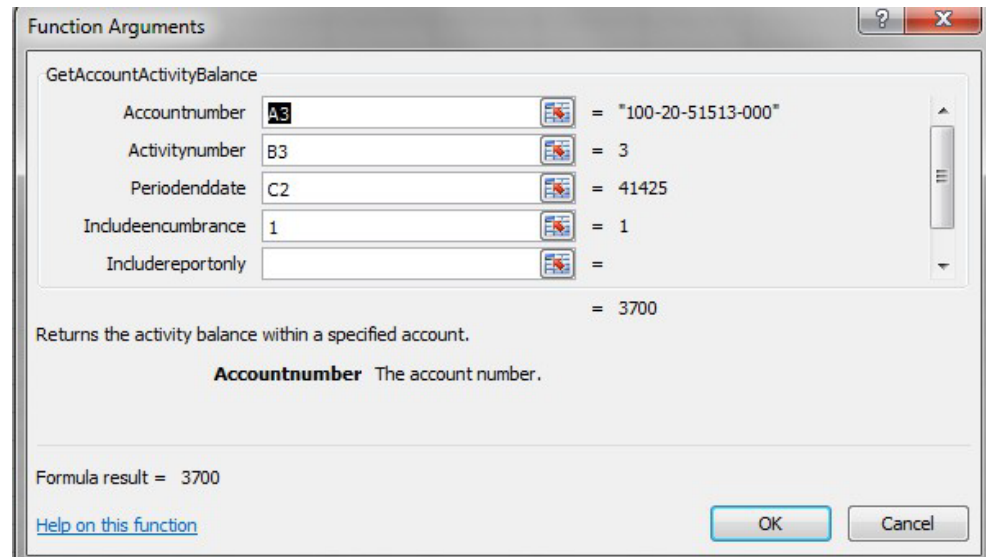 Function Arguments
GetAccountActivityBalance
Accountnumber A3 = "100-20-51513-000"
Activitynumber B3 = 3
Periodenddate C2 = 41425
Includeencumbrance 1 = 1
Includereportonly =
= 3700
Returns the activity balance within a specified account.
Accountnumber The account number.
Formula result = 3700
Help on this function OK Cancel